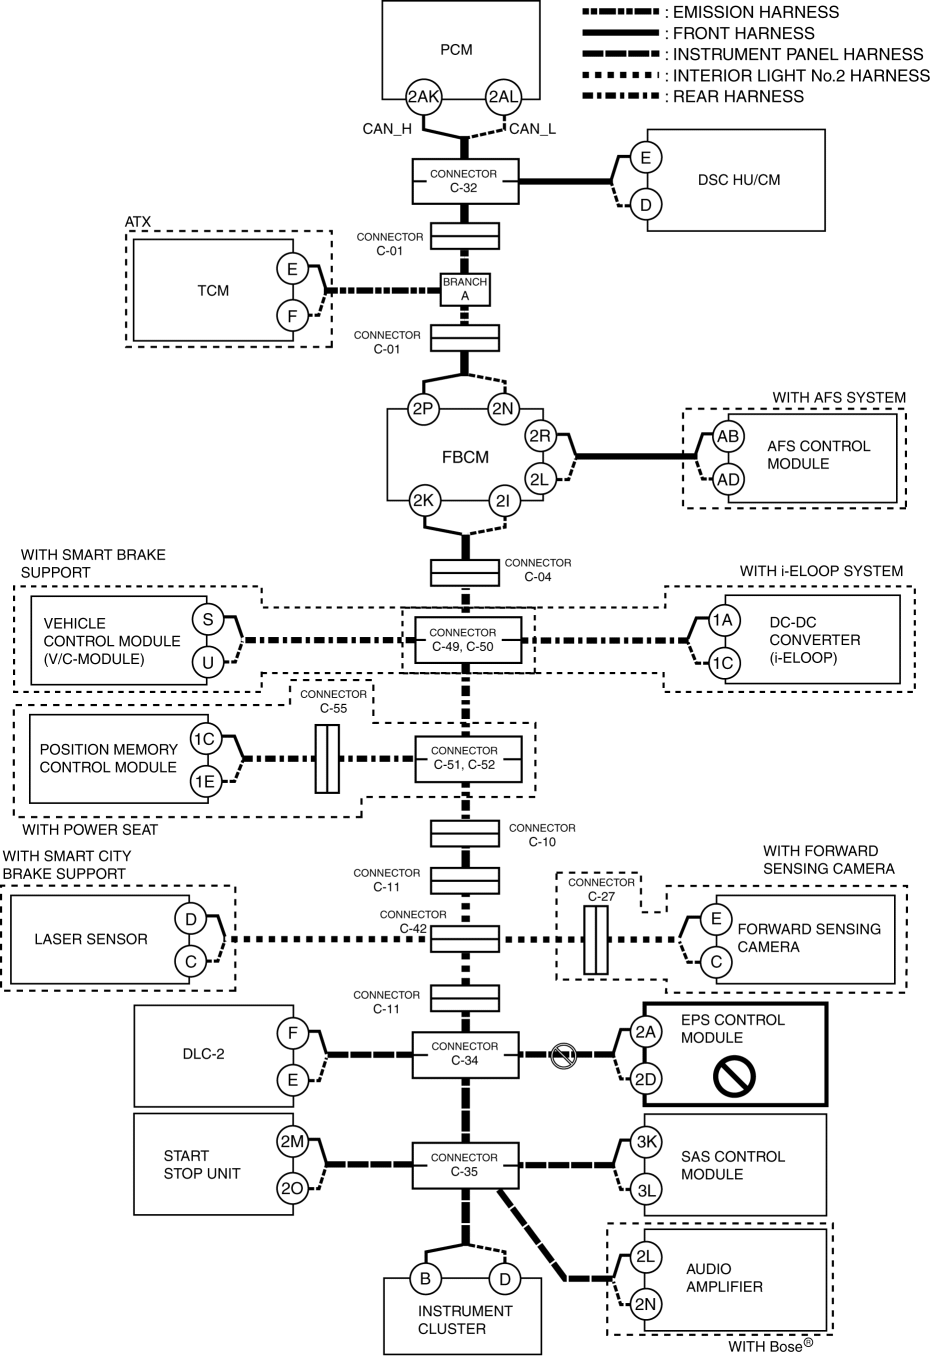 : EMISSION HARNESS
: FRONT HARNESS
: INSTRUMENT PANEL HARNESS
: INTERIOR LIGHT No.2 HARNESS
: REAR HARNESS
PCM
2AK
2AL
CAN_H
CAN_L
CONNECTOR
C-32
E
D
DSC HU/CM
CONNECTOR
C-01
ATX
TCM
E
F
BRANCH
A
CONNECTOR
C-01
2P
2N
2R
2L
FBCM
2K
2I
WITH AFS SYSTEM
AB
AD
AFS CONTROL
MODULE
CONNECTOR
C-04
WITH SMART BRAKE
SUPPORT
VEHICLE
CONTROL MODULE
(V/C-MODULE)
S
U
CONNECTOR
C-49, C-50
WITH i-ELOOP SYSTEM
1A
1C
DC-DC
CONVERTER
(i-ELOOP)
CONNECTOR
C-55
POSITION MEMORY
CONTROL MODULE
1C
1E
CONNECTOR
C-51, C-52
WITH POWER SEAT
CONNECTOR
C-10
WITH SMART CITY
BRAKE SUPPORT
CONNECTOR
C-11
LASER SENSOR
D
C
CONNECTOR
C-42
WITH FORWARD
SENSING CAMERA
CONNECTOR
C-27
E
C
FORWARD SENSING
CAMERA
CONNECTOR
C-11
DLC-2
F
E
CONNECTOR
C-34
2A
2D
EPS CONTROL
MODULE
START
STOP UNIT
2M
2O
CONNECTOR
C-35
3K
3L
SAS CONTROL
MODULE
2L
2N
AUDIO
AMPLIFIER
WITH Bose®
B
D
INSTRUMENT
CLUSTER